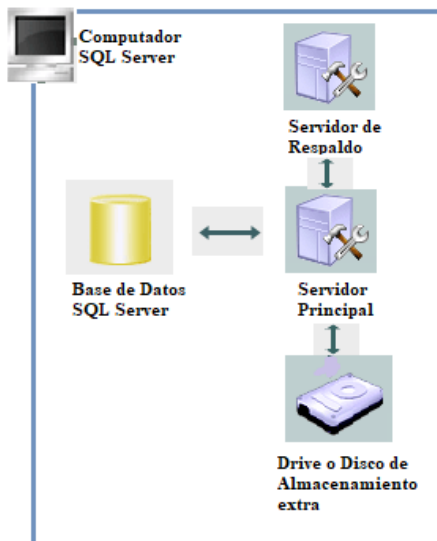 Computador
SQL Server
Servidor de
Respaldo
Base de Datos
SQL Server
Servidor
Principal
Drive o Disco de
Almacenamiento
extra